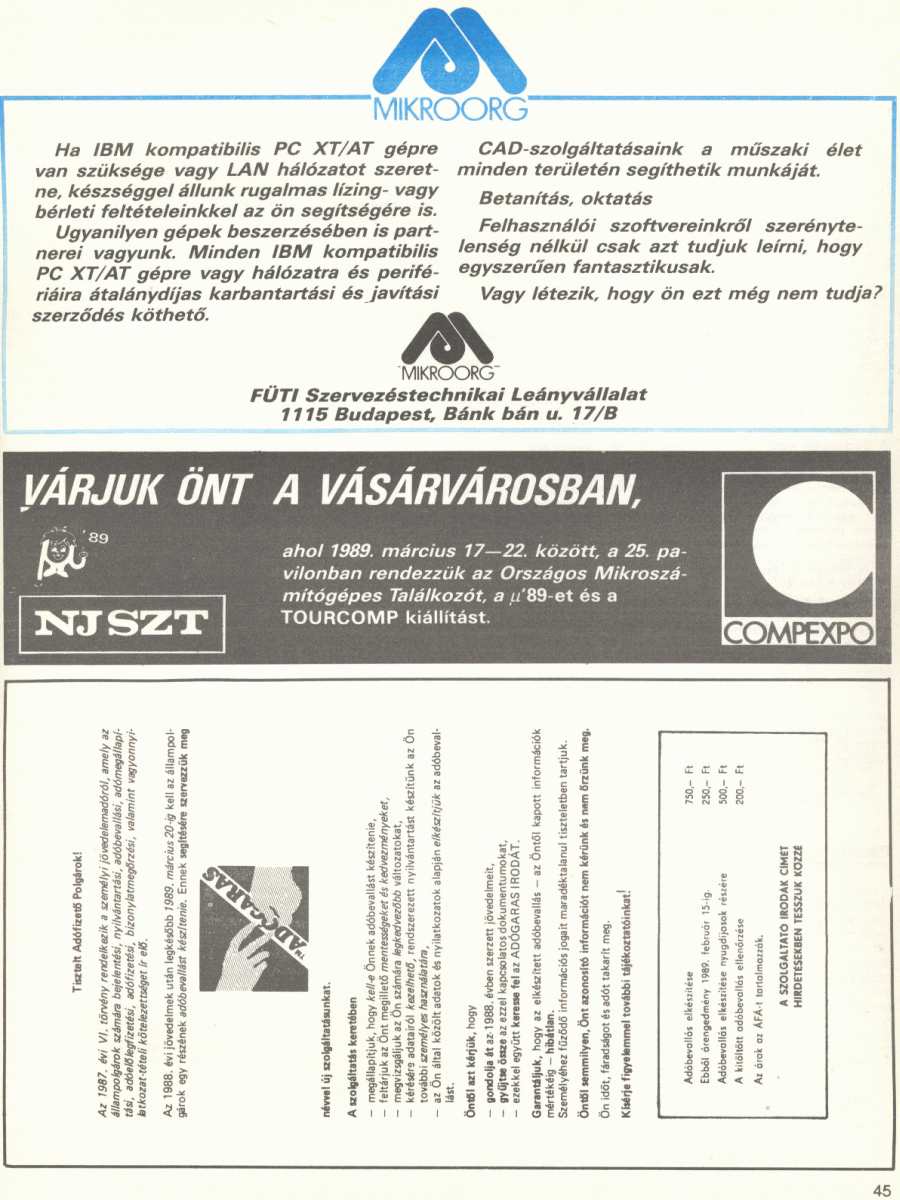 MIKROORG
Ha IBM kompatibilis PC XT/AT gépre
van szüksége vagy LAN hálózatot szeret-
ne, készséggel állunk rugalmas lízing- vagy
bérleti feltételeinkkel az ön segítségére is.
Ugyanilyen gépek beszerzésében is part-
nerei vagyunk. Minden IBM kompatibilis
PC XT/AT gépre vagy hálózatra és perifé-
riáira átalánydíjas karbantartási és javítási
szerződés köthető.
CAD-szolgáltatásaink a műszaki élet
minden területén segíthetik munkáját.
Betanítás, oktatás
Felhasználói szoftvereinkről szerényte-
lenség nélkül csak azt tudjuk leírni, hogy
egyszerűen fantasztikusak.
Vagy létezik, hogy ön ezt még nem tudja?
MIKROORG
FÜTI Szervezéstechnikai Leányvállalat
1115 Budapest, Bánk bán u. 17/B
VÁRJUK ÖNT A VÁSÁRVÁROSBAN,
'89
NJSZT
ahol 1989. március 17—22. között, a 25. pa-
vilonban rendezzük az Országos Mikroszá-
mítógépes Találkozót, a µ'89-et és a
TOURCOMP kiállítást.
COMPEXPO
Tisztelt Adófizető Polgárok!
Az 1987. évi VI. törvény rendelkezik a személyi jövedelemadóról, amely az
állampolgárok számára bejelentési, nyilvántartási, adóbevallási, adómegállapí-
tási, adóelőlegfizetési, adófizetési, bizonylatmegőrzési, valamint vagyonnyi-
latkozat-tételi kötelezettséget ír elő.
Az 1988. évi jövedelmek után legkésőbb 1989. március 20-ig kell az állampol-
gárok egy részének adóbevallást készítenie. Ennek segítésére szervezzük meg
ADÓGARAS
TM
névvel új szolgáltatásunkat.
A szolgáltatás keretében
— megállapítjuk, hogy kell-e Önnek adóbevallást készítenie,
— feltárjuk az Önt megillető mentességeket és kedvezményeket,
— megvizsgáljuk az Ön számára legkedvezőbb változatokat,
— kérésére adatairól kezelhető, rendszerezett nyilvántartást készítünk az Ön
további személyes használatára,
— az Ön által közölt adatok és nyilatkozatok alapján elkészítjük az adóbeval-
lást.
Öntől azt kérjük, hogy
— gondolja át az 1988. évben szerzett jövedelmeit,
— gyűjtse össze az ezzel kapcsolatos dokumentumokat,
— ezekkel együtt keresse fel az ADÓGARAS IRODÁT.
Garantáljuk, hogy az elkészített adóbevallás — az Öntől kapott információk
mértékéig — hibátlan.
Személyéhez fűződő információs jogait maradéktalanul tiszteletben tartjuk.
Öntől semmilyen, Önt azonosító információt nem kérünk és nem őrzünk meg.
Ön időt, fáradságot és adót takarít meg.
Kísérje figyelemmel további tájékoztatóinkat!
Adóbevallás elkészítése 750,– Ft
Ebből árengedmény 1989. február 15-ig. 250,– Ft
Adóbevallás elkészítése nyugdíjasok részére 500,– Ft
A kitöltött adóbevallás ellenőrzése 200,– Ft
Az árak az ÁFA-t tartalmazzák.
A SZOLGALTATO IRODAK CIMET
HIRDETESEKBEN TESSZUK KOZZE
45